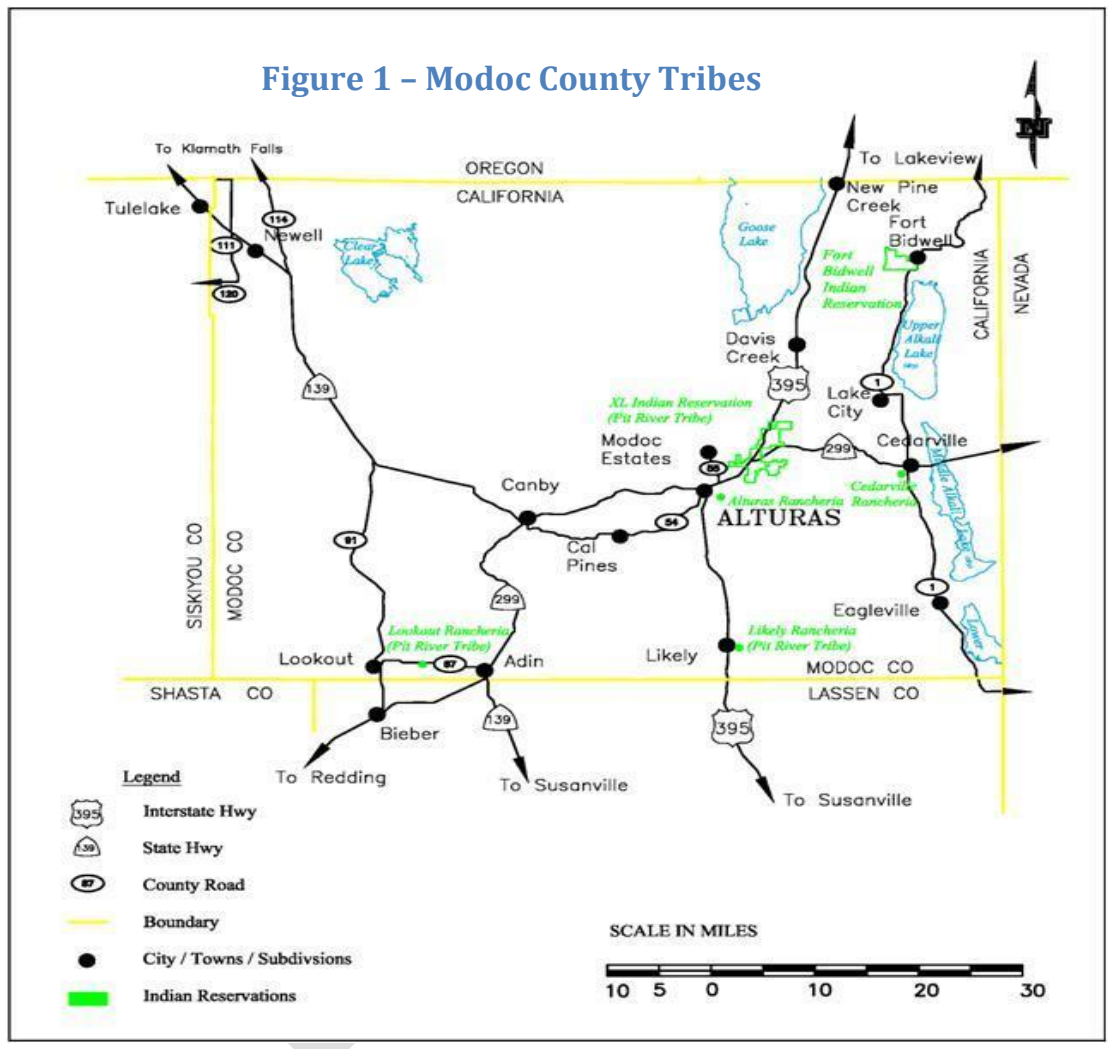 Figure 1 – Modoc County Tribes
N
To Klamath Falls
OREGON
CALIFORNIA
To Lakeview
New Pine
Creek
Tulelake
114
Newell
111
120
Clear
Lake
Goose
Lake
Fort
Bidwell
Fort
Bidwell
Indian
Reservation
CALIFORNIA
NEVADA
Upper
Alkali
Lake
Davis
Creek
395
1
Lake
City
139
XL Indian Reservation
(Pit River Tribe)
Modoc
Estates
55
299
Cedarville
Cedarville
Rancheria
Middle Alkali Lake
Canby
Alturas Rancheria
ALTURAS
54
Cal
Pines
91
SISKIYOU CO
MODOC CO
299
1
Eagleville
Lower
Lookout Rancheria
(Pit River Tribe)
Likely Rancheria
(Pit River Tribe)
Lookout
87
Adin
Likely
MODOC CO
LASSEN CO
SHASTA CO
Bieber
139
395
To Redding
To Susanville
To Susanville
Legend
395
Interstate Hwy
139
State Hwy
87
County Road
Boundary
City / Towns / Subdivsions
Indian Reservations
SCALE IN MILES
10 5 0 10 20 30